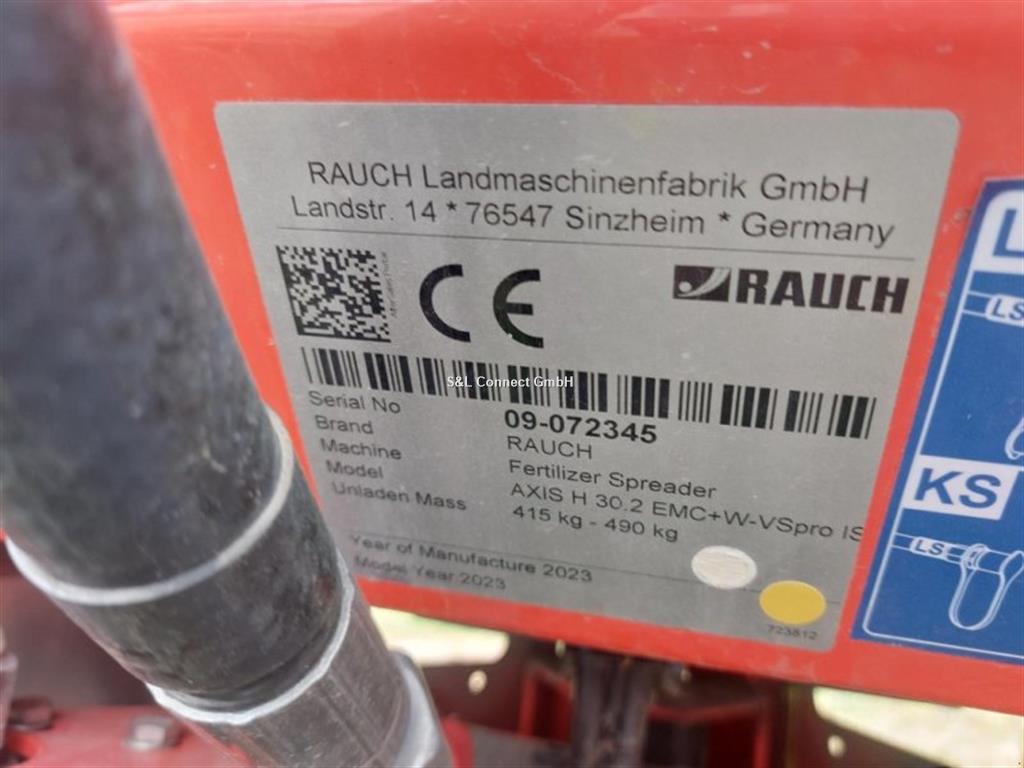 RAUCH Landmaschinenfabrik GmbH
Landstr. 14 * 76547 Sinzheim * Germany
CE
RAUCH
S&L Connect GmbH
Serial No 09-072345
Brand RAUCH
Machine Fertilizer Spreader
Model AXIS H 30.2 EMC+W-VSpro IS
Unladen Mass 415 kg - 490 kg
Year of Manufacture 2023
Model Year 2023
723812
L
LS
KS
LS